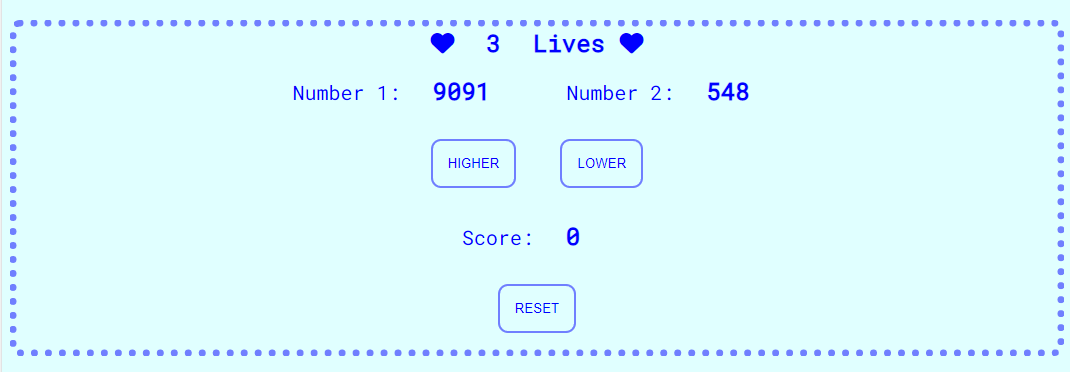 3 Lives
Number 1: 9091 Number 2: 548
HIGHER LOWER
Score: 0
RESET